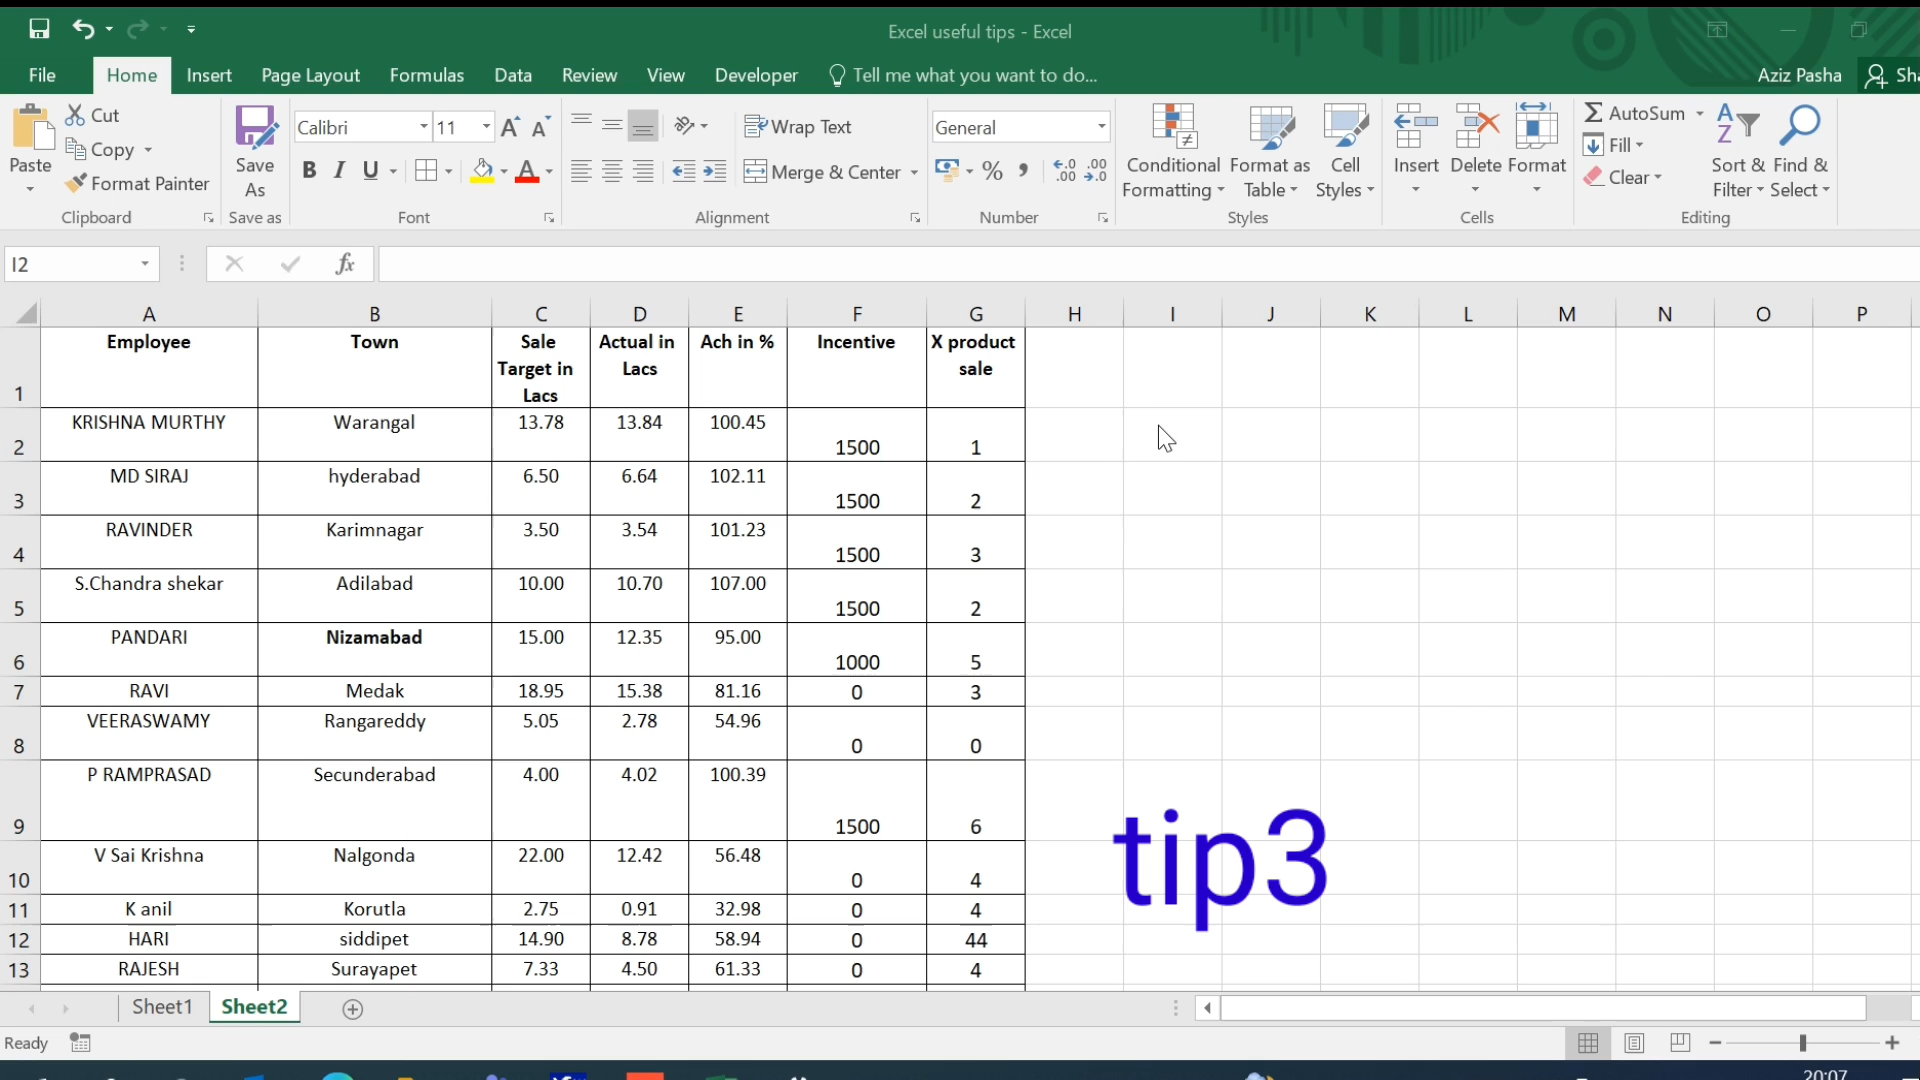 Excel useful tips - Excel
File Home Insert Page Layout Formulas Data Review View Developer Tell me what you want to do... Aziz Pasha
Paste Cut Copy Format Painter Clipboard
Save As Save as
Calibri 11 B I U A Font
Wrap Text Merge & Center Alignment
General % Number
Conditional Formatting Format as Table Cell Styles Styles
Insert Delete Format Cells
AutoSum Fill Clear Sort & Filter Find & Select Editing
I2 fx
A B C D E F G H I J K L M N O P
1 Employee Town Sale Target in Lacs Actual in Lacs Ach in % Incentive X product sale
2 KRISHNA MURTHY Warangal 13.78 13.84 100.45 1500 1
3 MD SIRAJ hyderabad 6.50 6.64 102.11 1500 2
4 RAVINDER Karimnagar 3.50 3.54 101.23 1500 3
5 S.Chandra shekar Adilabad 10.00 10.70 107.00 1500 2
6 PANDARI Nizamabad 15.00 12.35 95.00 1000 5
7 RAVI Medak 18.95 15.38 81.16 0 3
8 VEERASWAMY Rangareddy 5.05 2.78 54.96 0 0
9 P RAMPRASAD Secunderabad 4.00 4.02 100.39 1500 6
10 V Sai Krishna Nalgonda 22.00 12.42 56.48 0 4
11 K anil Korutla 2.75 0.91 32.98 0 4
12 HARI siddipet 14.90 8.78 58.94 0 44
13 RAJESH Surayapet 7.33 4.50 61.33 0 4
tip3
Sheet1 Sheet2
Ready
20:07